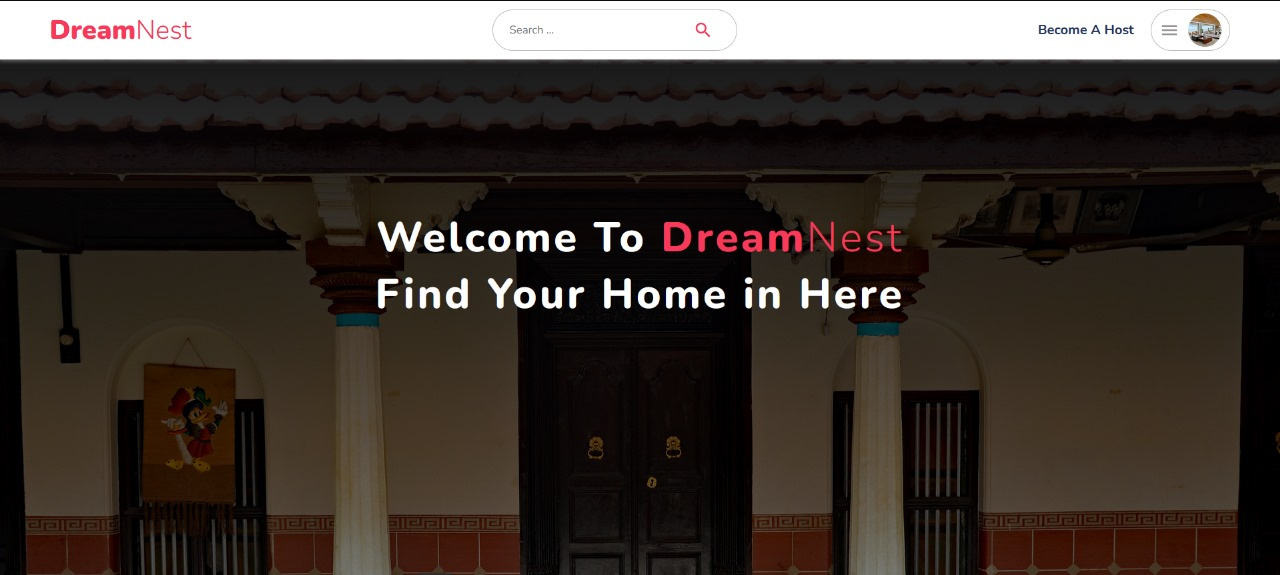 DreamNest
Search ...
Become A Host
Welcome To DreamNest
Find Your Home in Here